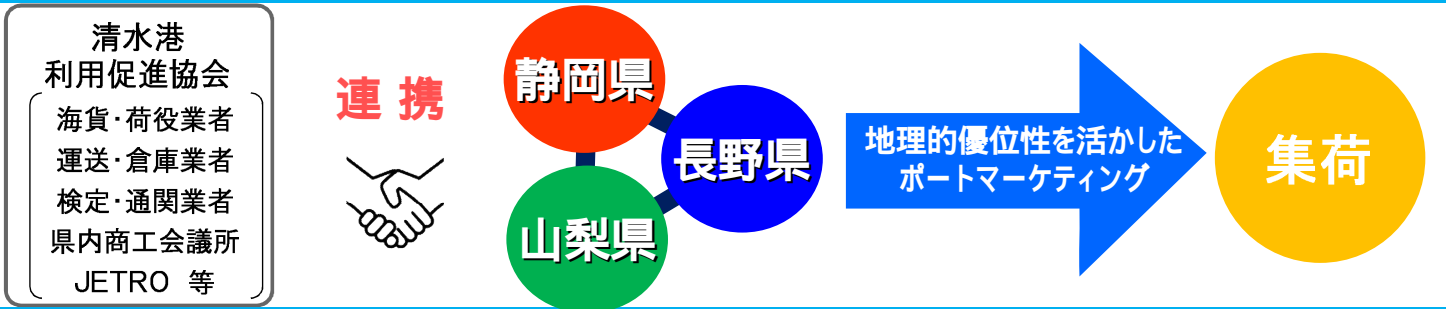 清水港
利用促進協会
海貨・荷役業者
運送・倉庫業者
検定・通関業者
県内商工会議所
JETRO 等
連携
静岡県
長野県
山梨県
地理的優位性を活かした
ポートマーケティング
集荷